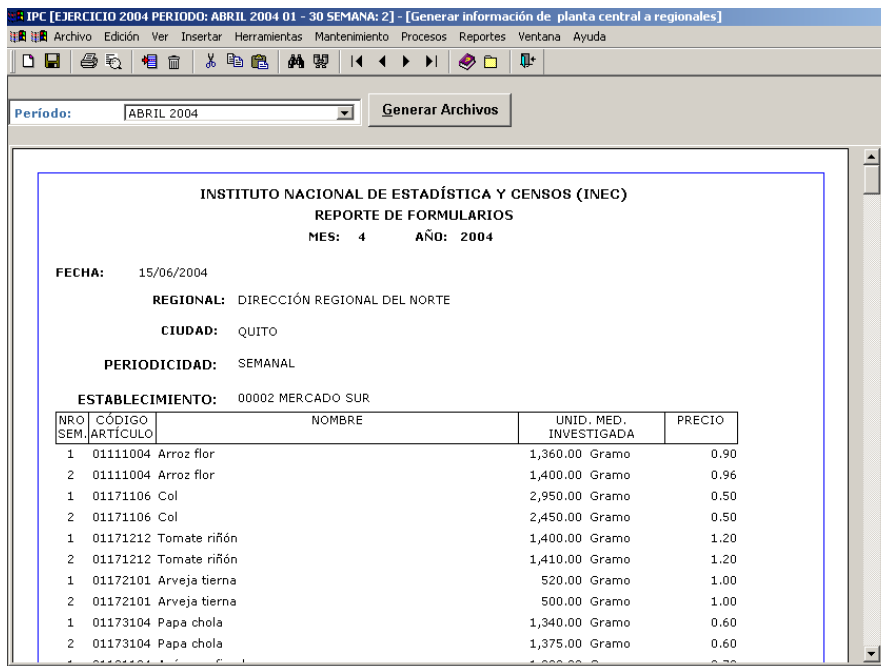 IPC [EJERCICIO 2004 PERIODO: ABRIL 2004 01 - 30 SEMANA: 2] - [Generar información de planta central a regionales]
Archivo Edición Ver Insertar Herramientas Mantenimiento Procesos Reportes Ventana Ayuda
Período: ABRIL 2004 Generar Archivos
INSTITUTO NACIONAL DE ESTADÍSTICA Y CENSOS (INEC)
REPORTE DE FORMULARIOS
MES: 4 AÑO: 2004
FECHA: 15/06/2004
REGIONAL: DIRECCIÓN REGIONAL DEL NORTE
CIUDAD: QUITO
PERIODICIDAD: SEMANAL
ESTABLECIMIENTO: 00002 MERCADO SUR
NRO CÓDIGO NOMBRE UNID. MED. PRECIO
SEM. ARTÍCULO INVESTIGADA
1 01111004 Arroz flor 1,360.00 Gramo 0.90
2 01111004 Arroz flor 1,400.00 Gramo 0.96
1 01171106 Col 2,950.00 Gramo 0.50
2 01171106 Col 2,450.00 Gramo 0.50
1 01171212 Tomate riñón 1,400.00 Gramo 1.20
2 01171212 Tomate riñón 1,410.00 Gramo 1.20
1 01172101 Arveja tierna 520.00 Gramo 1.00
2 01172101 Arveja tierna 500.00 Gramo 1.00
1 01173104 Papa chola 1,340.00 Gramo 0.60
2 01173104 Papa chola 1,375.00 Gramo 0.60